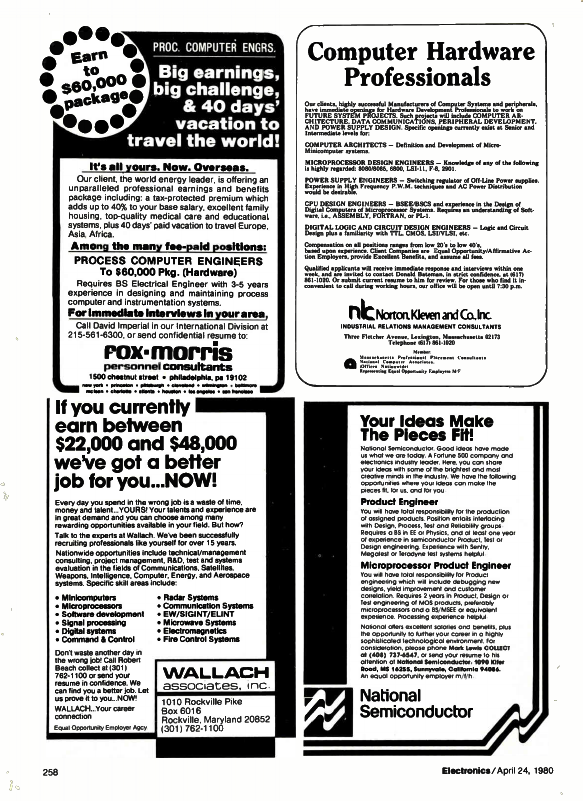 Earn
to
$60,000
package
PROC. COMPUTER ENGRS.
Big earnings,
big challenge,
& 40 days'
vacation to
travel the world!
It's all yours. Now. Overseas.
Our client, the world energy leader, is offering an
unparalleled professional earnings and benefits
package including: a tax-protected premium which
adds up to 40% to your base salary, excellent family
housing, top-quality medical care and educational
systems, plus 40 days' paid vacation to travel Europe,
Asia, Africa.
Among the many fee-paid positions:
PROCESS COMPUTER ENGINEERS
To $60,000 Pkg. (Hardware)
Requires BS Electrical Engineer with 3-5 years
experience in designing and maintaining process
computer and instrumentation systems.
For immediate interviews in your area,
Call David Imperial in our International Division at
215-561-6300, or send confidential resume to:
FOX-MORRIS
personnel consultants
1500 chestnut street • philadelphia, pa 19102
new york • princeton • pittsburgh • cleveland • wilmington • baltimore
mclean • charlotte • atlanta • houston • los angeles • san francisco
Computer Hardware
Professionals
Our clients, highly successful Manufacturers of Computer Systems and peripherals,
have immediate openings for Hardware Development Professionals to work on
FUTURE SYSTEM PROJECTS. Such projects will include COMPUTER AR-
CHITECTURE, DATA COMMUNICATIONS, PERIPHERAL DEVELOPMENT,
AND POWER SUPPLY DESIGN. Specific openings currently exist at Senior and
Intermediate levels for:
COMPUTER ARCHITECTS – Definition and Development of Micro-
Minicomputer systems.
MICROPROCESSOR DESIGN ENGINEERS – Knowledge of any of the following
is highly regarded: 8080/8085, 6800, LSI-11, F-8, 2901.
POWER SUPPLY ENGINEERS – Switching regulator of Off-Line Power supplies.
Experience in High Frequency P.W.M. techniques and AC Power Distribution
would be desirable.
CPU DESIGN ENGINEERS – BSEE/BSCS and experience in the Design of
Digital Computers of Microprocessor Systems. Requires an understanding of Soft-
ware, i.e., ASSEMBLY, FORTRAN, or PL-1.
DIGITAL LOGIC AND CIRCUIT DESIGN ENGINEERS – Logic and Circuit
Design plus a familiarity with TTL, CMOS, LSI/VLSI, etc.
Compensation on all positions ranges from low 20's to low 40's,
based upon experience. Client Companies are Equal Opportunity/Affirmative Ac-
tion Employers, provide Excellent Benefits, and assume all fees.
Qualified applicants will receive immediate response and interviews within one
week, and are invited to contact Donald Bateman, in strict confidence, at (617)
861-1020. Or submit current resume to him for review. For those who find it in-
convenient to call during working hours, our office will be open until 7:30 p.m.
nk Norton, Kleven and Co., Inc.
INDUSTRIAL RELATIONS MANAGEMENT CONSULTANTS
Three Fletcher Avenue, Lexington, Massachusetts 02173
Telephone (617) 861-1020
Member
Massachusetts Professional Placement Consultants
National Computer Associates.
(Offices Nationwide)
Representing Equal Opportunity Employers M/F
If you currently
earn between
$22,000 and $48,000
we've got a better
job for you...NOW!
Every day you spend in the wrong job is a waste of time,
money and talent...YOURS! Your talents and experience are
in great demand and you can choose among many
rewarding opportunities available in your field. But how?
Talk to the experts at Wallach. We've been successfully
recruiting professionals like yourself for over 15 years.
Nationwide opportunities include technical/management
consulting, project management, R&D, test and systems
evaluation in the fields of Communications, Satellites,
Weapons, Intelligence, Computer, Energy, and Aerospace
systems. Specific skill areas include:
• Minicomputers
• Microprocessors
• Software development
• Signal processing
• Digital systems
• Command & Control
• Radar Systems
• Communication Systems
• EW/SIGINT/ELINT
• Microwave Systems
• Electromagnetics
• Fire Control Systems
Don't waste another day in
the wrong job! Call Robert
Beach collect at (301)
762-1100 or send your
resume in confidence. We
can find you a better job. Let
us prove it to you...NOW!
WALLACH...Your career
connection
Equal Opportunity Employer Agcy
WALLACH
associates, inc.
1010 Rockville Pike
Box 6016
Rockville, Maryland 20852
(301) 762-1100
Your Ideas Make
The Pieces Fit!
National Semiconductor. Good ideas have made
us what we are today. A Fortune 500 company and
electronics industry leader. Here, you can share
your ideas with some of the brightest and most
creative minds in the industry. We have the following
opportunities where your ideas can make the
pieces fit, for us, and for you.
Product Engineer
You will have total responsibility for the production
of assigned products. Position entails interfacing
with Design, Process, Test and Reliability groups.
Requires a BS in EE or Physics, and at least one year
of experience in semiconductor Product, Test or
Design engineering. Experience with Sentry,
Megatest or Teradyne test systems helpful.
Microprocessor Product Engineer
You will have total responsibility for Product
engineering which will include debugging new
designs, yield improvement and customer
correlation. Requires 2 years in Product, Design or
Test engineering of MOS products, preferably
microprocessors and a BS/MSEE or equivalent
experience. Processing experience helpful.
National offers excellent salaries and benefits, plus
the opportunity to further your career in a highly
sophisticated technological environment. For
consideration, please phone Mark Lewis COLLECT
at (408) 737-6547, or send your resume to his
attention at National Semiconductor. 1090 Kifer
Road, MS 16255, Sunnyvale, California 94086.
An equal opportunity employer m/f/h.
National
Semiconductor
258
Electronics/April 24, 1980